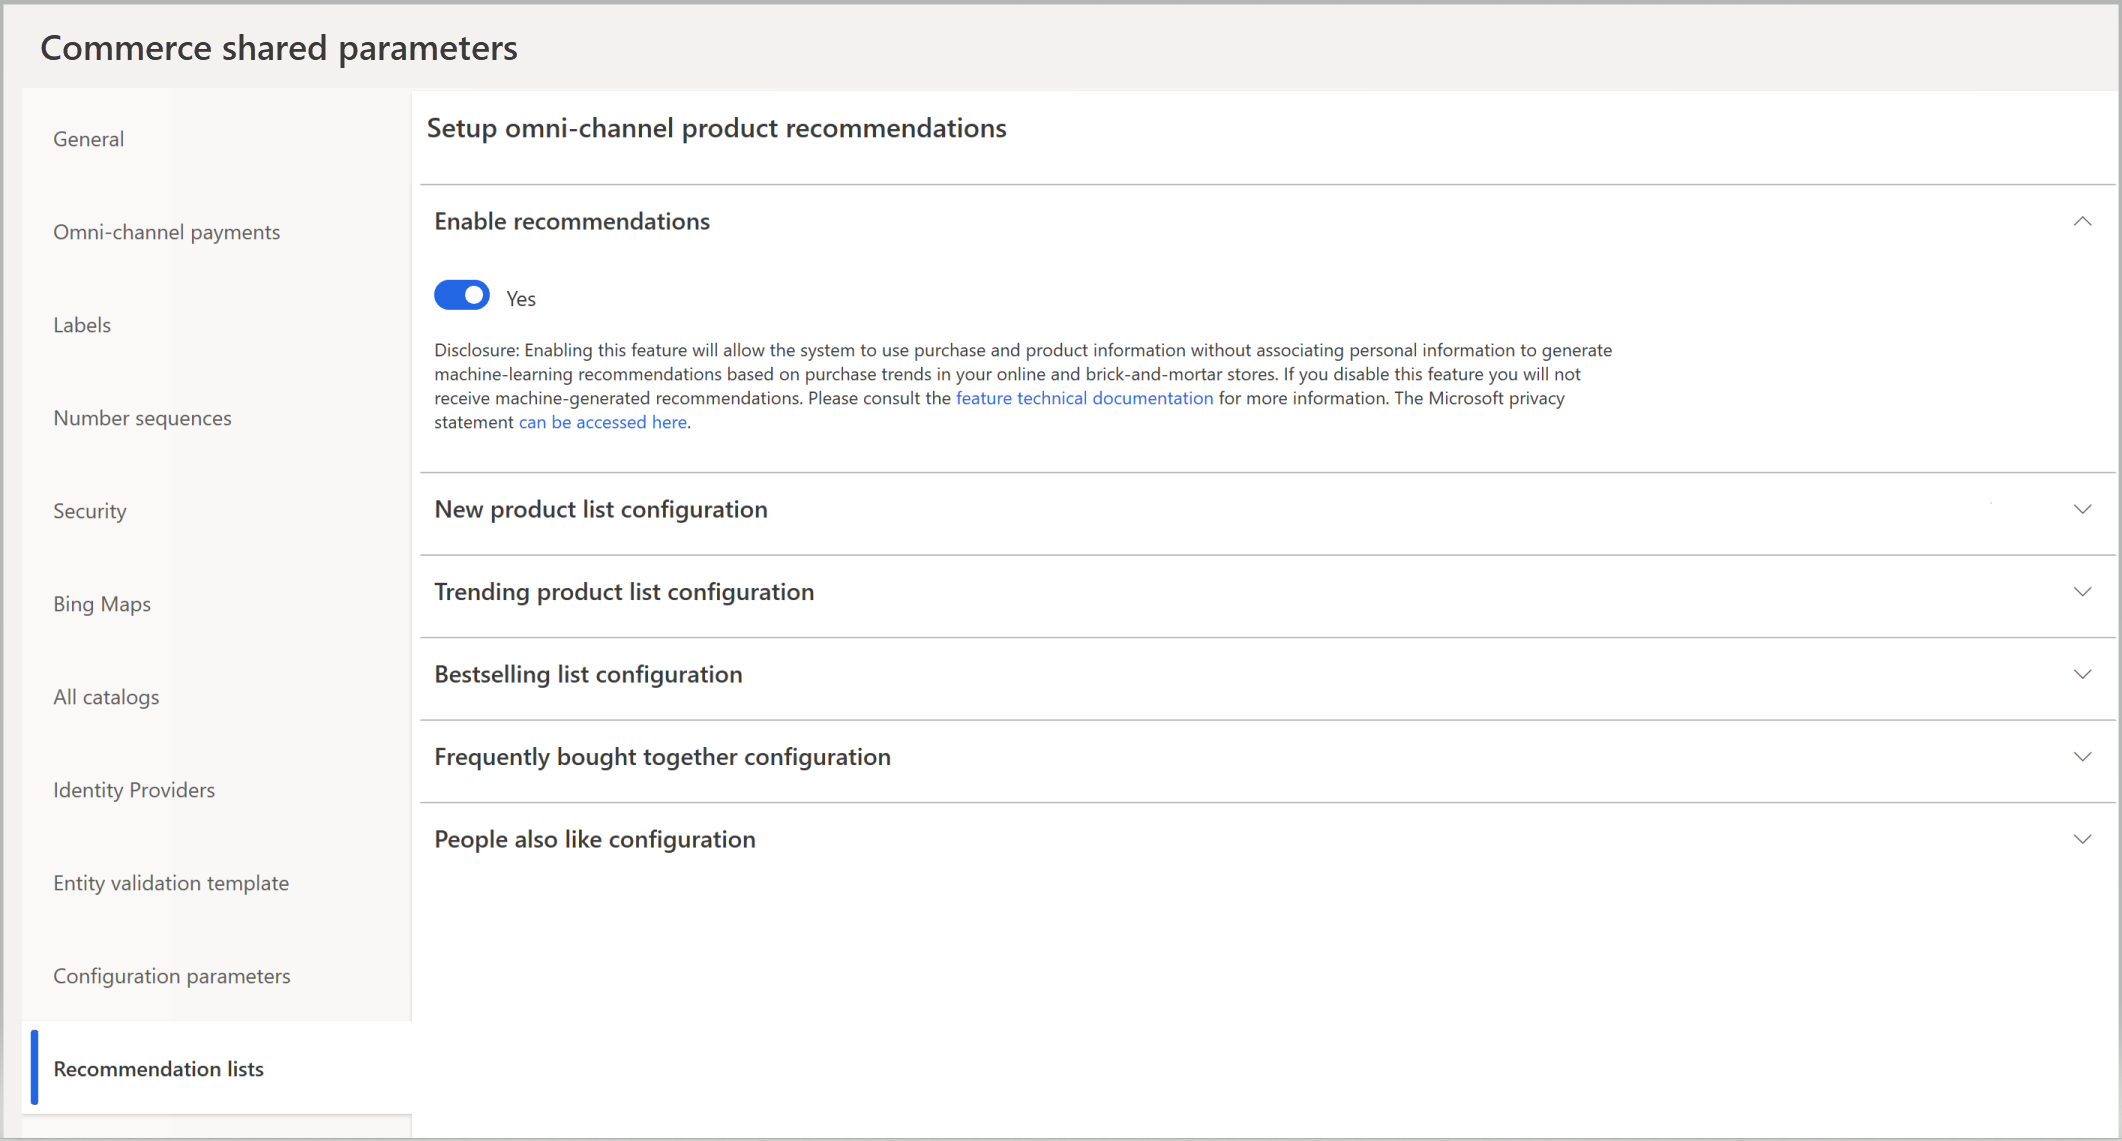 Commerce shared parameters
General
Omni-channel payments
Labels
Number sequences
Security
Bing Maps
All catalogs
Identity Providers
Entity validation template
Configuration parameters
Recommendation lists
Setup omni-channel product recommendations
Enable recommendations
Yes
Disclosure: Enabling this feature will allow the system to use purchase and product information without associating personal information to generate
machine-learning recommendations based on purchase trends in your online and brick-and-mortar stores. If you disable this feature you will not
receive machine-generated recommendations. Please consult the feature technical documentation for more information. The Microsoft privacy
statement can be accessed here.
New product list configuration
Trending product list configuration
Bestselling list configuration
Frequently bought together configuration
People also like configuration